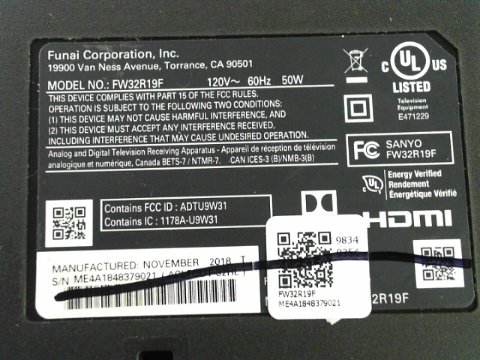 Funai Corporation, Inc.
19900 Van Ness Avenue, Torrance, CA 90501
MODEL NO.: FW32R19F 120V~ 60Hz 50W
THIS DEVICE COMPLIES WITH PART 15 OF THE FCC RULES.
OPERATION IS SUBJECT TO THE FOLLOWING TWO CONDITIONS:
(1) THIS DEVICE MAY NOT CAUSE HARMFUL INTERFERENCE, AND
(2) THIS DEVICE MUST ACCEPT ANY INTERFERENCE RECEIVED,
INCLUDING INTERFERENCE THAT MAY CAUSE UNDESIRED OPERATION.
Analog and Digital Television Receiving Apparatus - Appareil de réception de télévision
analogique et numérique, Canada BETS-7 / NTMR-7. CAN ICES-3 (B)/NMB-3(B)
C UL US
LISTED
Television
Equipment
E471229
FC SANYO
FW32R19F
UL Energy Verified
Rendement
Énergétique Vérifié
Contains FCC ID : ADTU9W31
Contains IC : 1178A-U9W31
HDMI
MANUFACTURED: NOVEMBER 2018 T
S/N ME4A1848379021
9834
FW32R19F
ME4A1848379021
FW32R19F